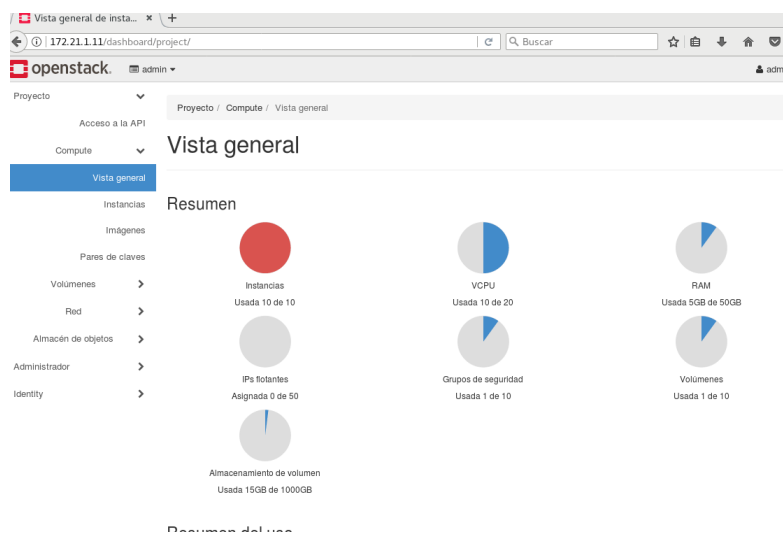 Vista general de insta... × +
172.21.1.11/dashboard/project/ Buscar
openstack. admin adm
Proyecto
Acceso a la API
Compute
Vista general
Instancias
Imágenes
Pares de claves
Volúmenes
Red
Almacén de objetos
Administrador
Identity
Proyecto / Compute / Vista general
Vista general
Resumen
Instancias
Usada 10 de 10
VCPU
Usada 10 de 20
RAM
Usada 5GB de 50GB
IPs flotantes
Asignada 0 de 50
Grupos de seguridad
Usada 1 de 10
Volúmenes
Usada 1 de 10
Almacenamiento de volumen
Usada 15GB de 1000GB
Resumen del uso